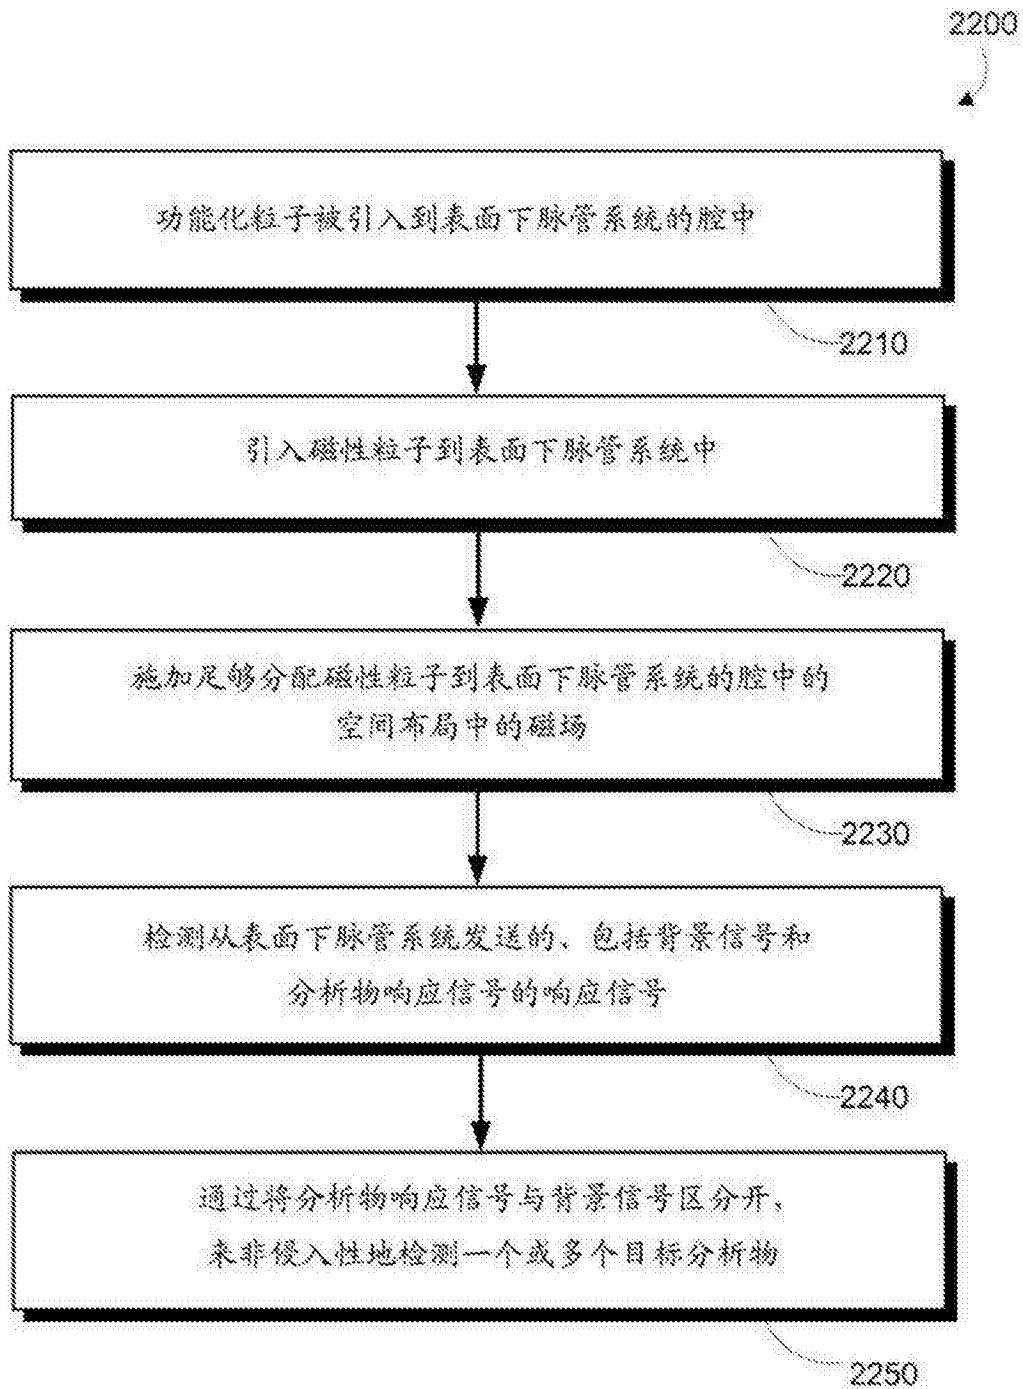 2200
功能化粒子被引入到表面下脉管系统的腔中
2210
引入磁性粒子到表面下脉管系统中
2220
施加足够分配磁性粒子到表面下脉管系统的腔中的
空间布局中的磁场
2230
检测从表面下脉管系统发送的、包括背景信号和
分析物响应信号的响应信号
2240
通过将分析物响应信号与背景信号区分开、
来非侵入性地检测一个或多个目标分析物
2250